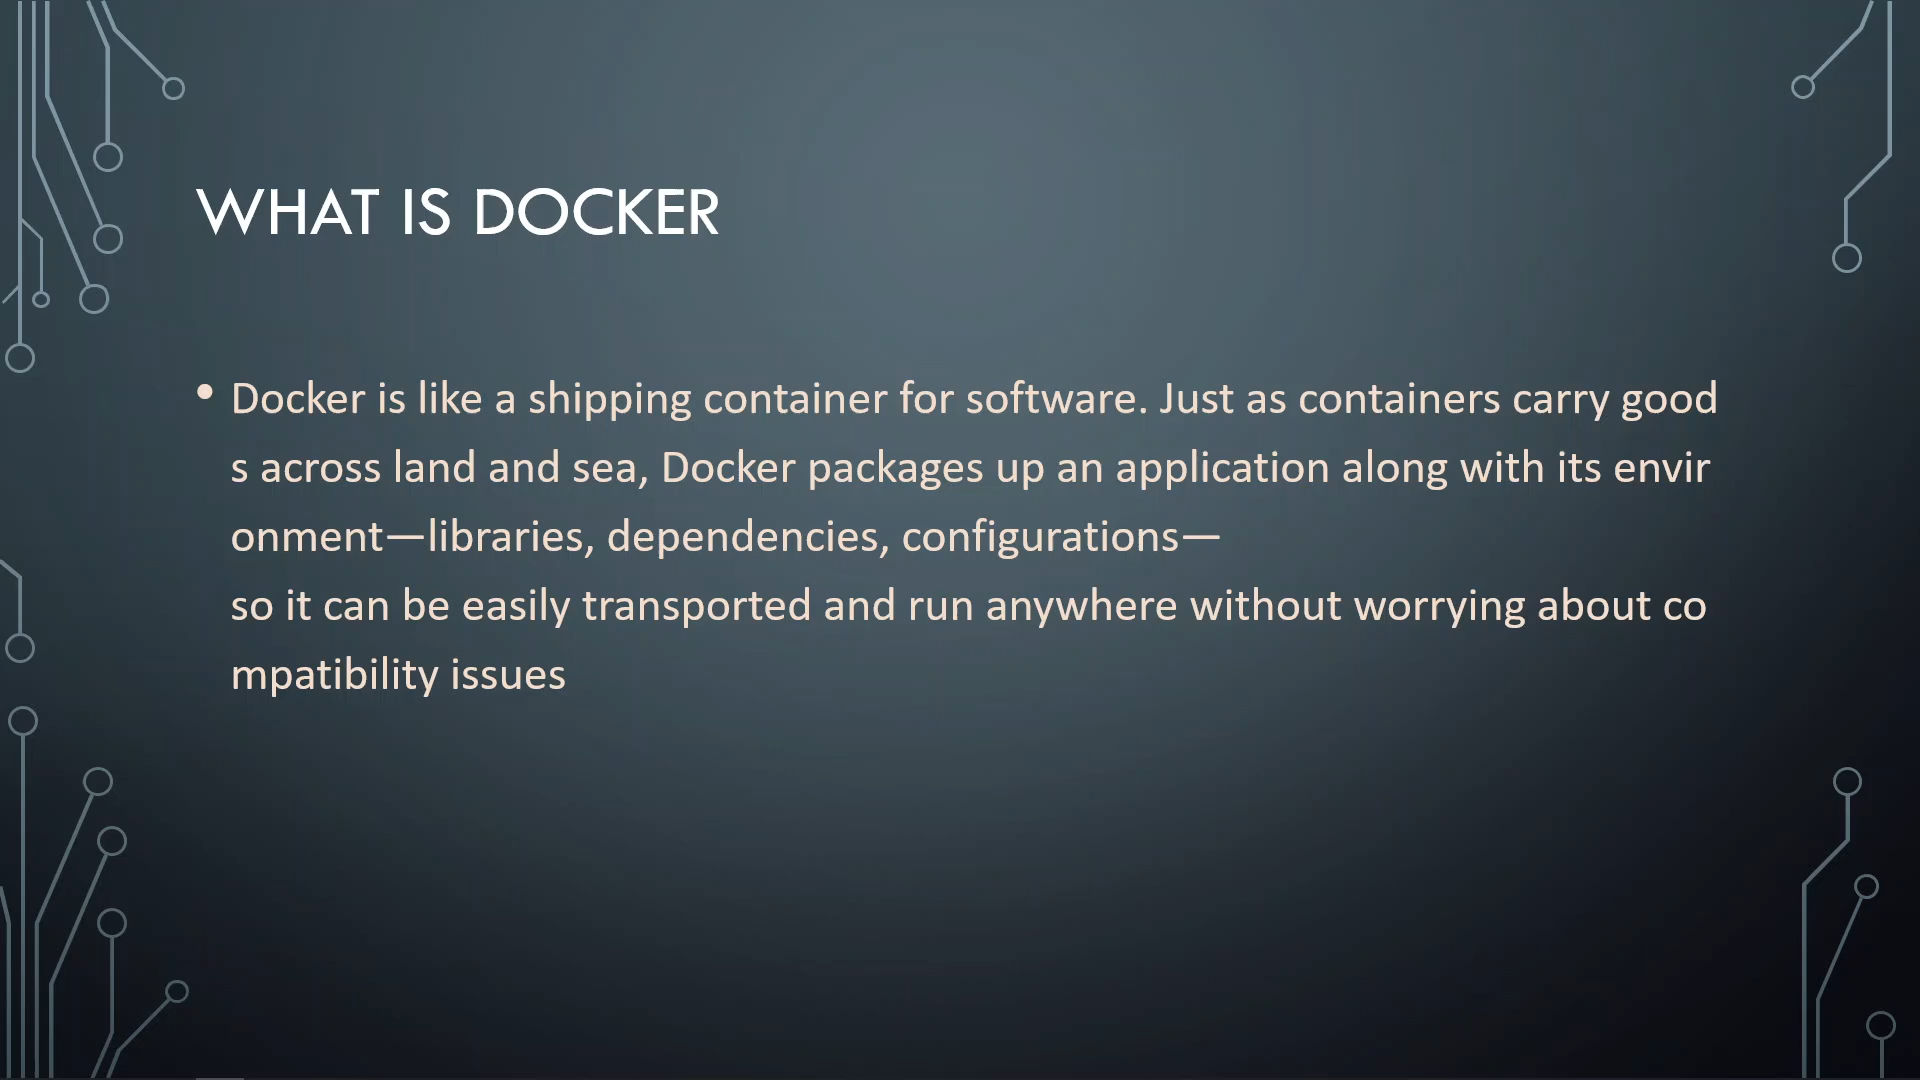 WHAT IS DOCKER
• Docker is like a shipping container for software. Just as containers carry good
s across land and sea, Docker packages up an application along with its envir
onment—libraries, dependencies, configurations—
so it can be easily transported and run anywhere without worrying about co
mpatibility issues